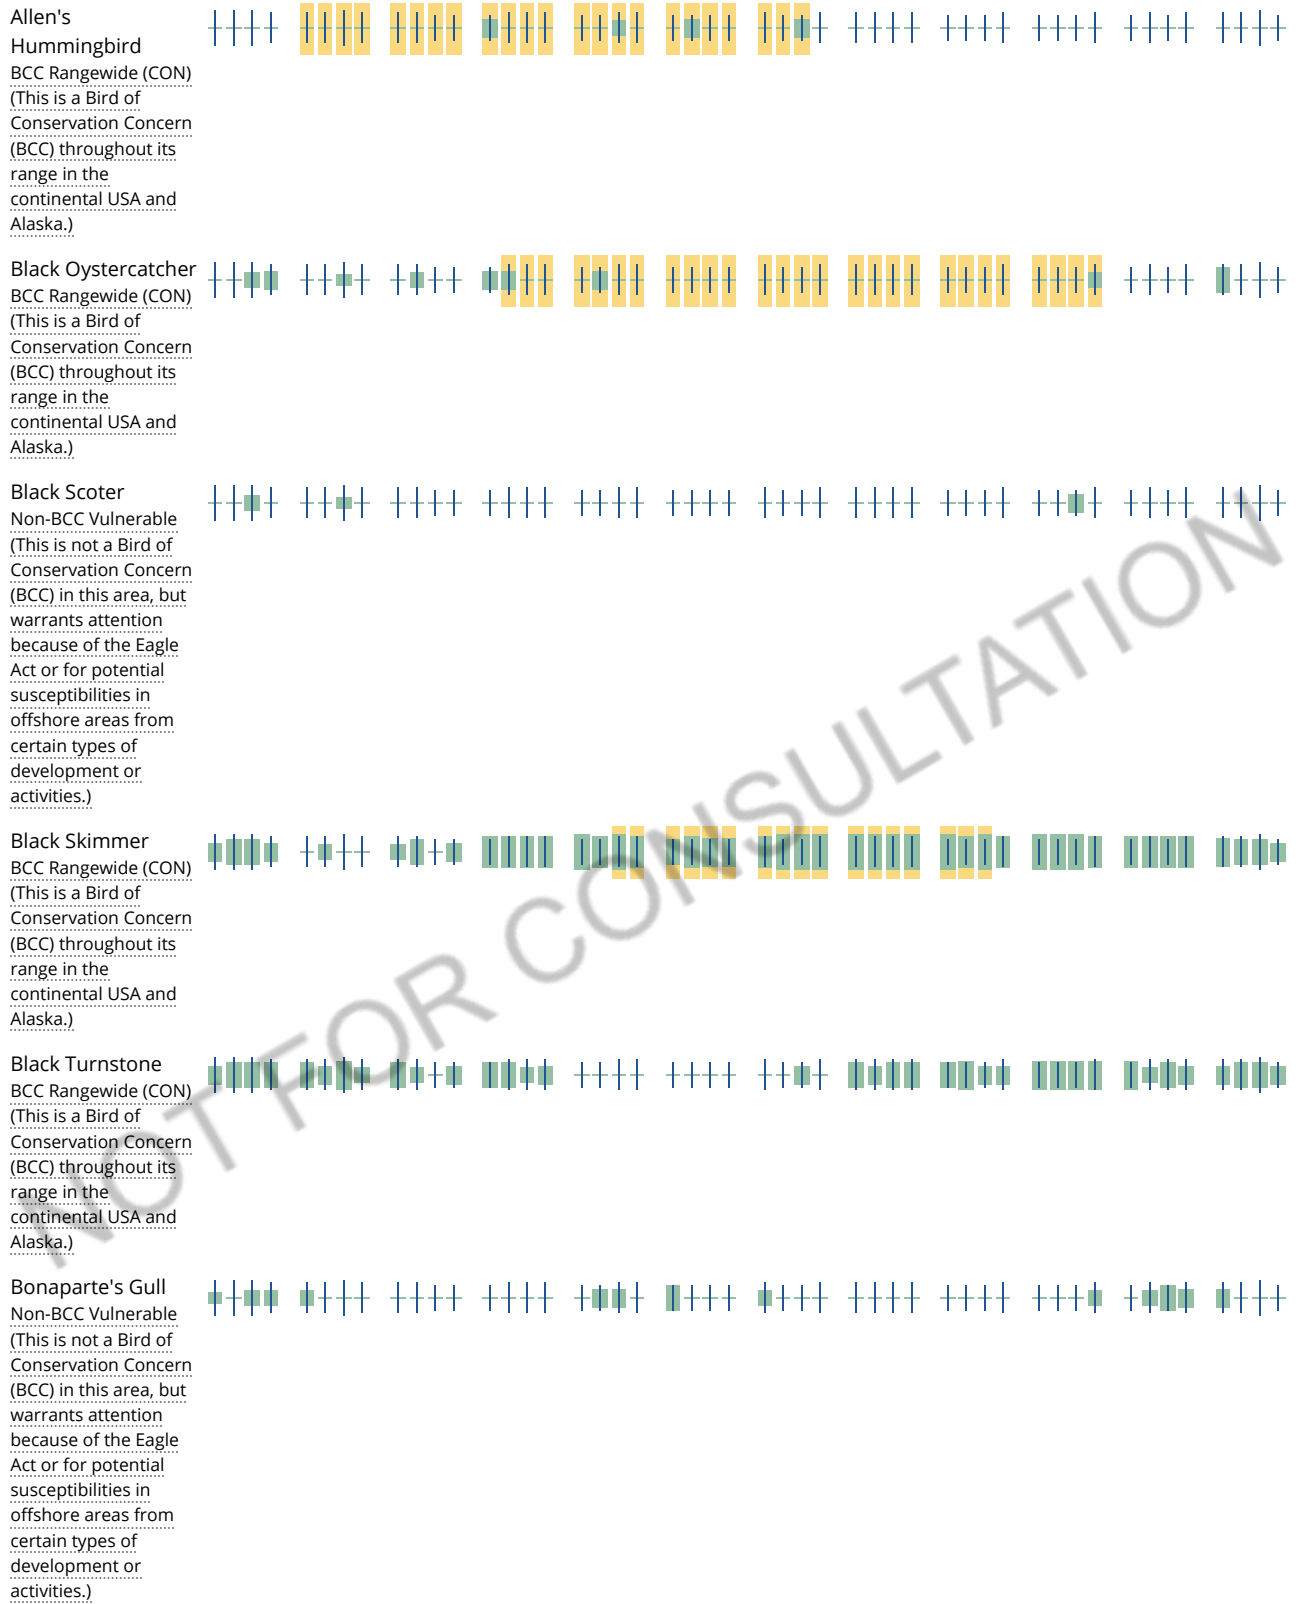 Allen's
Hummingbird
BCC Rangewide (CON)
(This is a Bird of
Conservation Concern
(BCC) throughout its
range in the
continental USA and
Alaska.)
Black Oystercatcher
BCC Rangewide (CON)
(This is a Bird of
Conservation Concern
(BCC) throughout its
range in the
continental USA and
Alaska.)
Black Scoter
Non-BCC Vulnerable
(This is not a Bird of
Conservation Concern
(BCC) in this area, but
warrants attention
because of the Eagle
Act or for potential
susceptibilities in
offshore areas from
certain types of
development or
activities.)
Black Skimmer
BCC Rangewide (CON)
(This is a Bird of
Conservation Concern
(BCC) throughout its
range in the
continental USA and
Alaska.)
Black Turnstone
BCC Rangewide (CON)
(This is a Bird of
Conservation Concern
(BCC) throughout its
range in the
continental USA and
Alaska.)
Bonaparte's Gull
Non-BCC Vulnerable
(This is not a Bird of
Conservation Concern
(BCC) in this area, but
warrants attention
because of the Eagle
Act or for potential
susceptibilities in
offshore areas from
certain types of
development or
activities.)
NOT FOR CONSULTATION